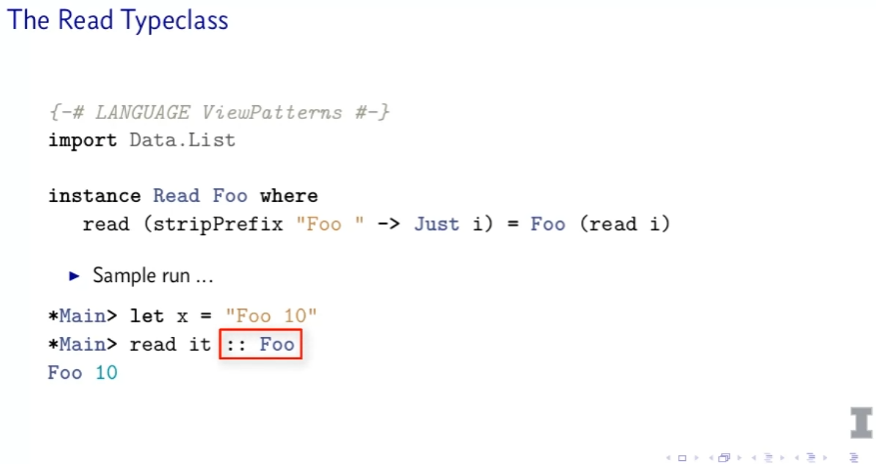 The Read Typeclass
{-# LANGUAGE ViewPatterns #-}
import Data.List
instance Read Foo where
read (stripPrefix "Foo " -> Just i) = Foo (read i)
Sample run ...
*Main> let x = "Foo 10"
*Main> read it :: Foo
Foo 10
I